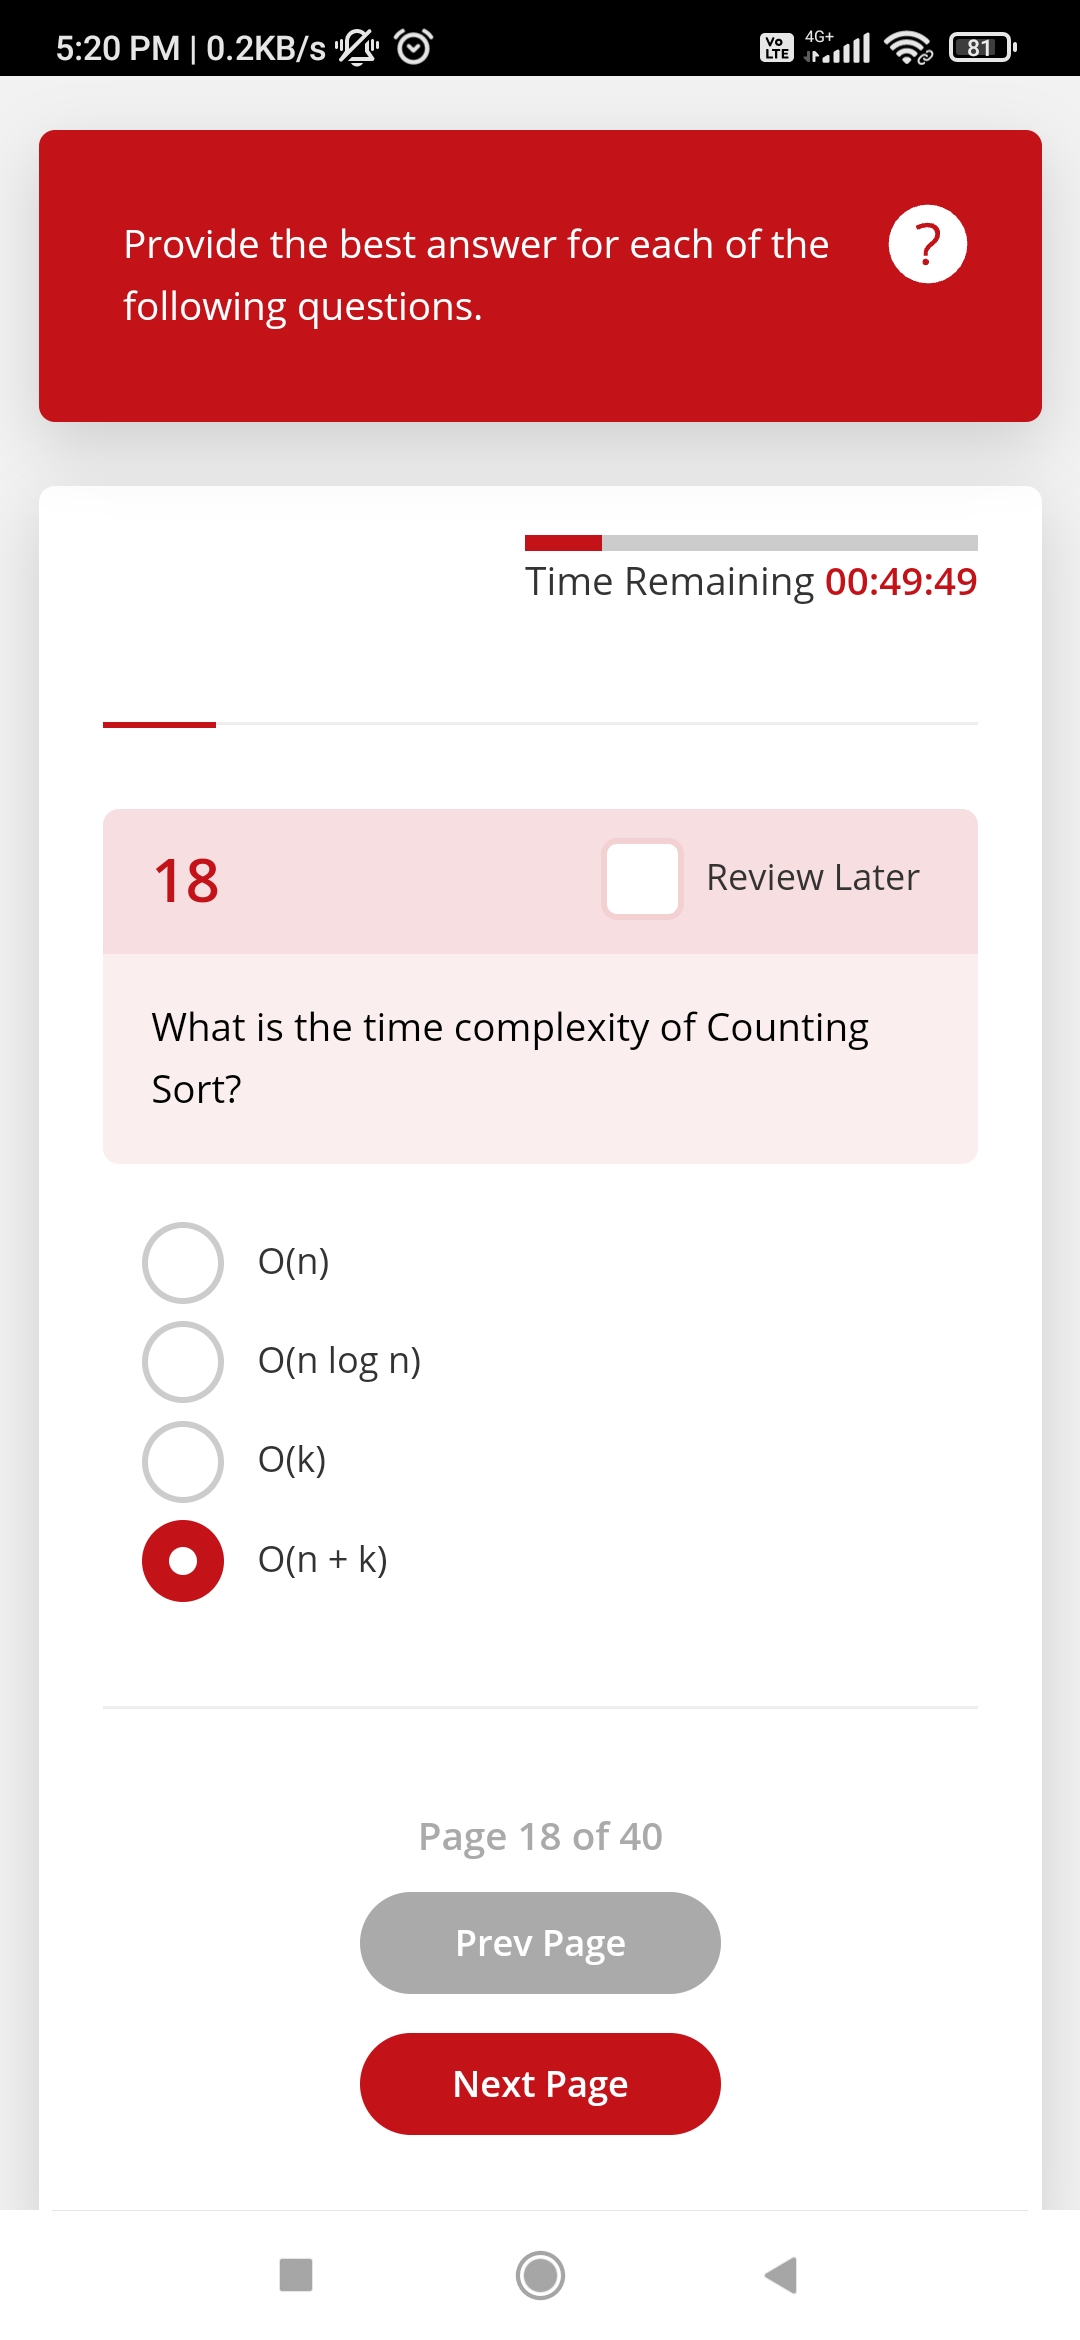 5:20 PM | 0.2KB/s
Vo LTE 4G+ 81
Provide the best answer for each of the
following questions.
?
Time Remaining 00:49:49
18
Review Later
What is the time complexity of Counting
Sort?
O(n)
O(n log n)
O(k)
O(n + k)
Page 18 of 40
Prev Page
Next Page